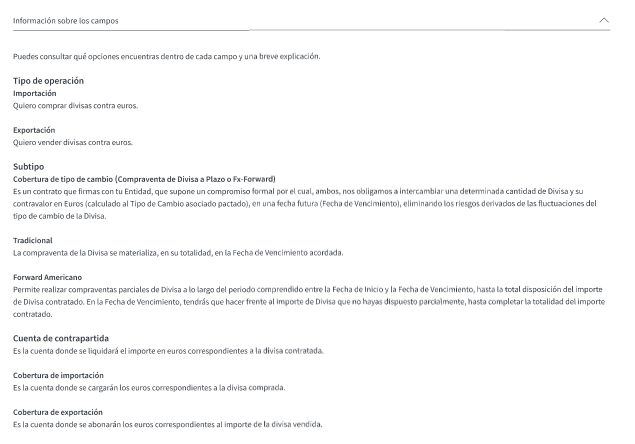 Información sobre los campos
Puedes consultar qué opciones encuentras dentro de cada campo y una breve explicación.
Tipo de operación
Importación
Quiero comprar divisas contra euros.
Exportación
Quiero vender divisas contra euros.
Subtipo
Cobertura de tipo de cambio (Compraventa de Divisa a Plazo o Fx-Forward)
Es un contrato que firmas con tu Entidad, que supone un compromiso formal por el cual, ambos, nos obligamos a intercambiar una determinada cantidad de Divisa y su
contravalor en Euros (calculado al Tipo de Cambio asociado pactado), en una fecha futura (Fecha de Vencimiento), eliminando los riesgos derivados de las fluctuaciones del
tipo de cambio de la Divisa.
Tradicional
La compraventa de la Divisa se materializa, en su totalidad, en la Fecha de Vencimiento acordada.
Forward Americano
Permite realizar compraventas parciales de Divisa a lo largo del periodo comprendido entre la Fecha de Inicio y la Fecha de Vencimiento, hasta la total disposición del importe
de Divisa contratado. En la Fecha de Vencimiento, tendrás que hacer frente al importe de Divisa que no hayas dispuesto parcialmente, hasta completar la totalidad del importe
contratado.
Cuenta de contrapartida
Es la cuenta donde se liquidará el importe en euros correspondientes a la divisa contratada.
Cobertura de importación
Es la cuenta donde se cargarán los euros correspondientes a la divisa comprada.
Cobertura de exportación
Es la cuenta donde se abonarán los euros correspondientes al importe de la divisa vendida.